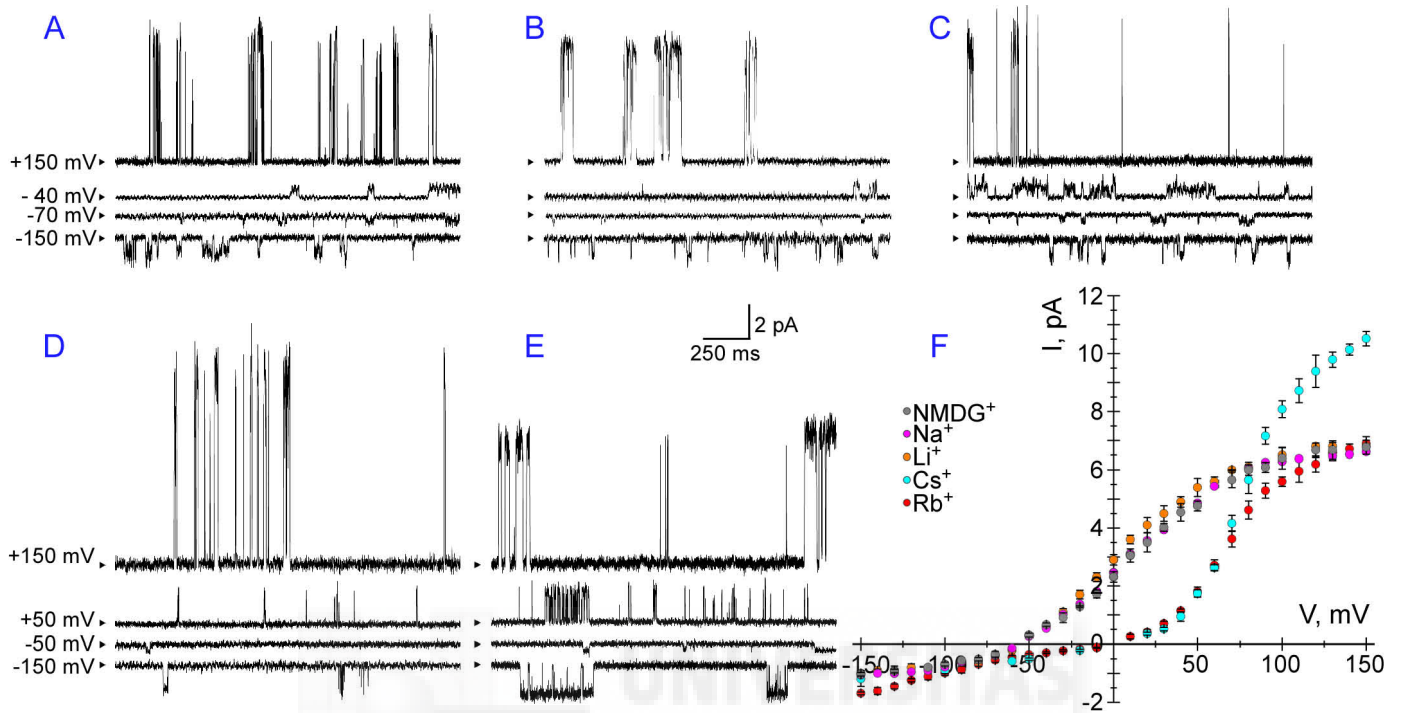 A
B
C
+150 mV
- 40 mV
-70 mV
-150 mV
D
E
2 pA
250 ms
F
+150 mV
+50 mV
-50 mV
-150 mV
I, pA
12
10
8
6
4
2
0
-2
NMDG+
Na+
Li+
Cs+
Rb+
V, mV
-150
-100
-50
50
100
150
UNIVERSITAS